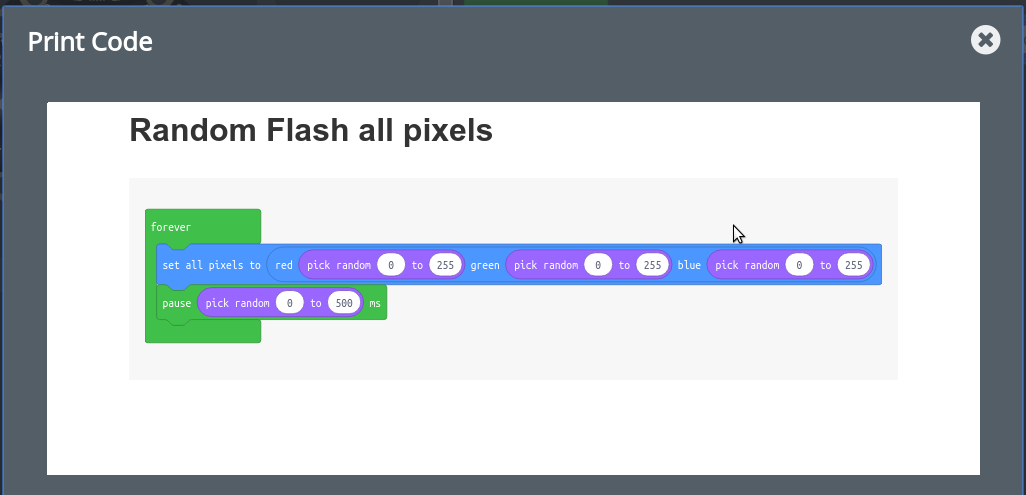 Print Code
Random Flash all pixels
forever
set all pixels to red pick random 0 to 255 green pick random 0 to 255 blue pick random 0 to 255
pause pick random 0 to 500 ms